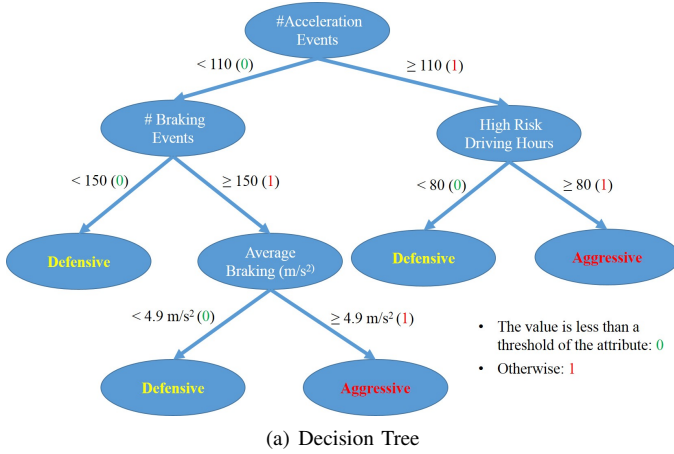 #Acceleration
Events
< 110 (0)
≥ 110 (1)
# Braking
Events
High Risk
Driving Hours
< 150 (0)
≥ 150 (1)
< 80 (0)
≥ 80 (1)
Defensive
Average
Braking (m/s²)
Defensive
Aggressive
< 4.9 m/s² (0)
≥ 4.9 m/s² (1)
Defensive
Aggressive
• The value is less than a
threshold of the attribute: 0
• Otherwise: 1
(a) Decision Tree